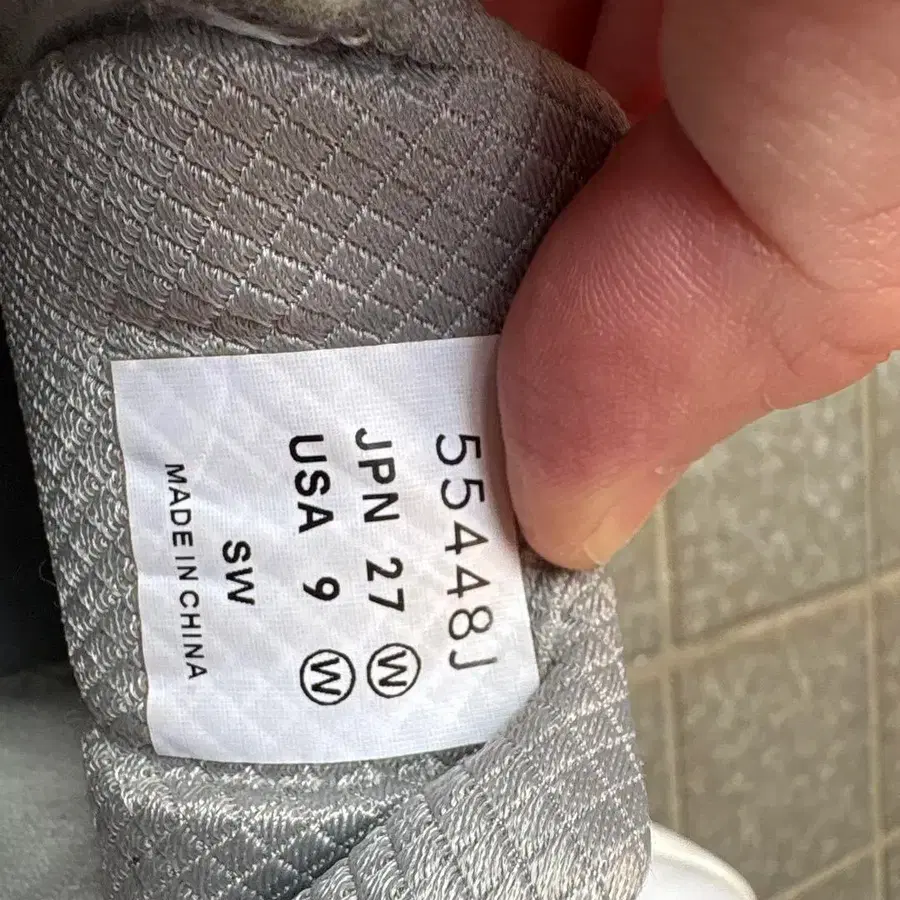 55448J
JPN 27 Ⓦ
USA 9 Ⓦ
SW
MADE IN CHINA